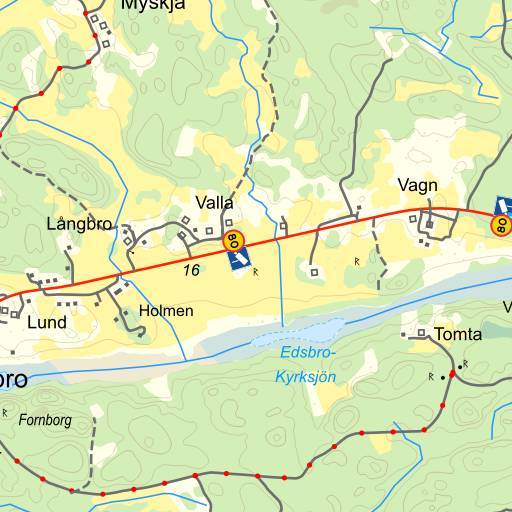 Myskja
Vagn
Valla
Långbro
80
80
16
Holmen
Lund
V
Tomta
Edsbro-
Kyrksjön
bro
Fornborg
R
R
R
R
R